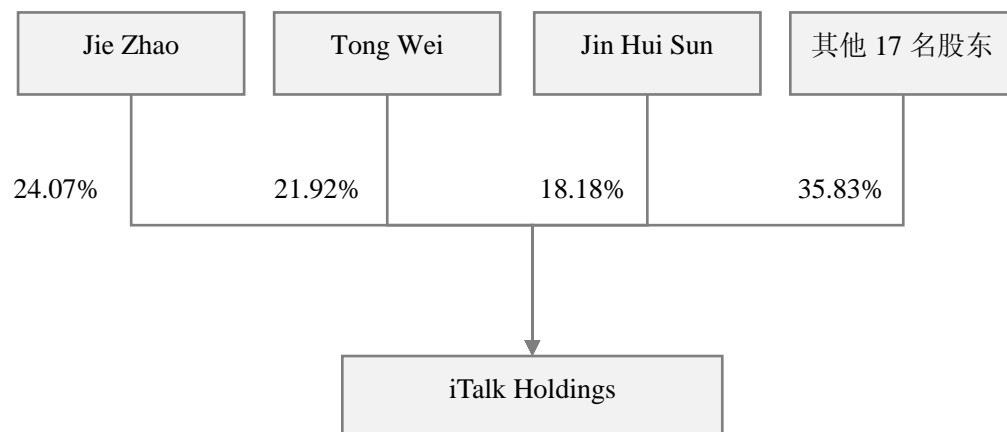 Jie Zhao
Tong Wei
Jin Hui Sun
其他 17 名股东
24.07%
21.92%
18.18%
35.83%
iTalk Holdings